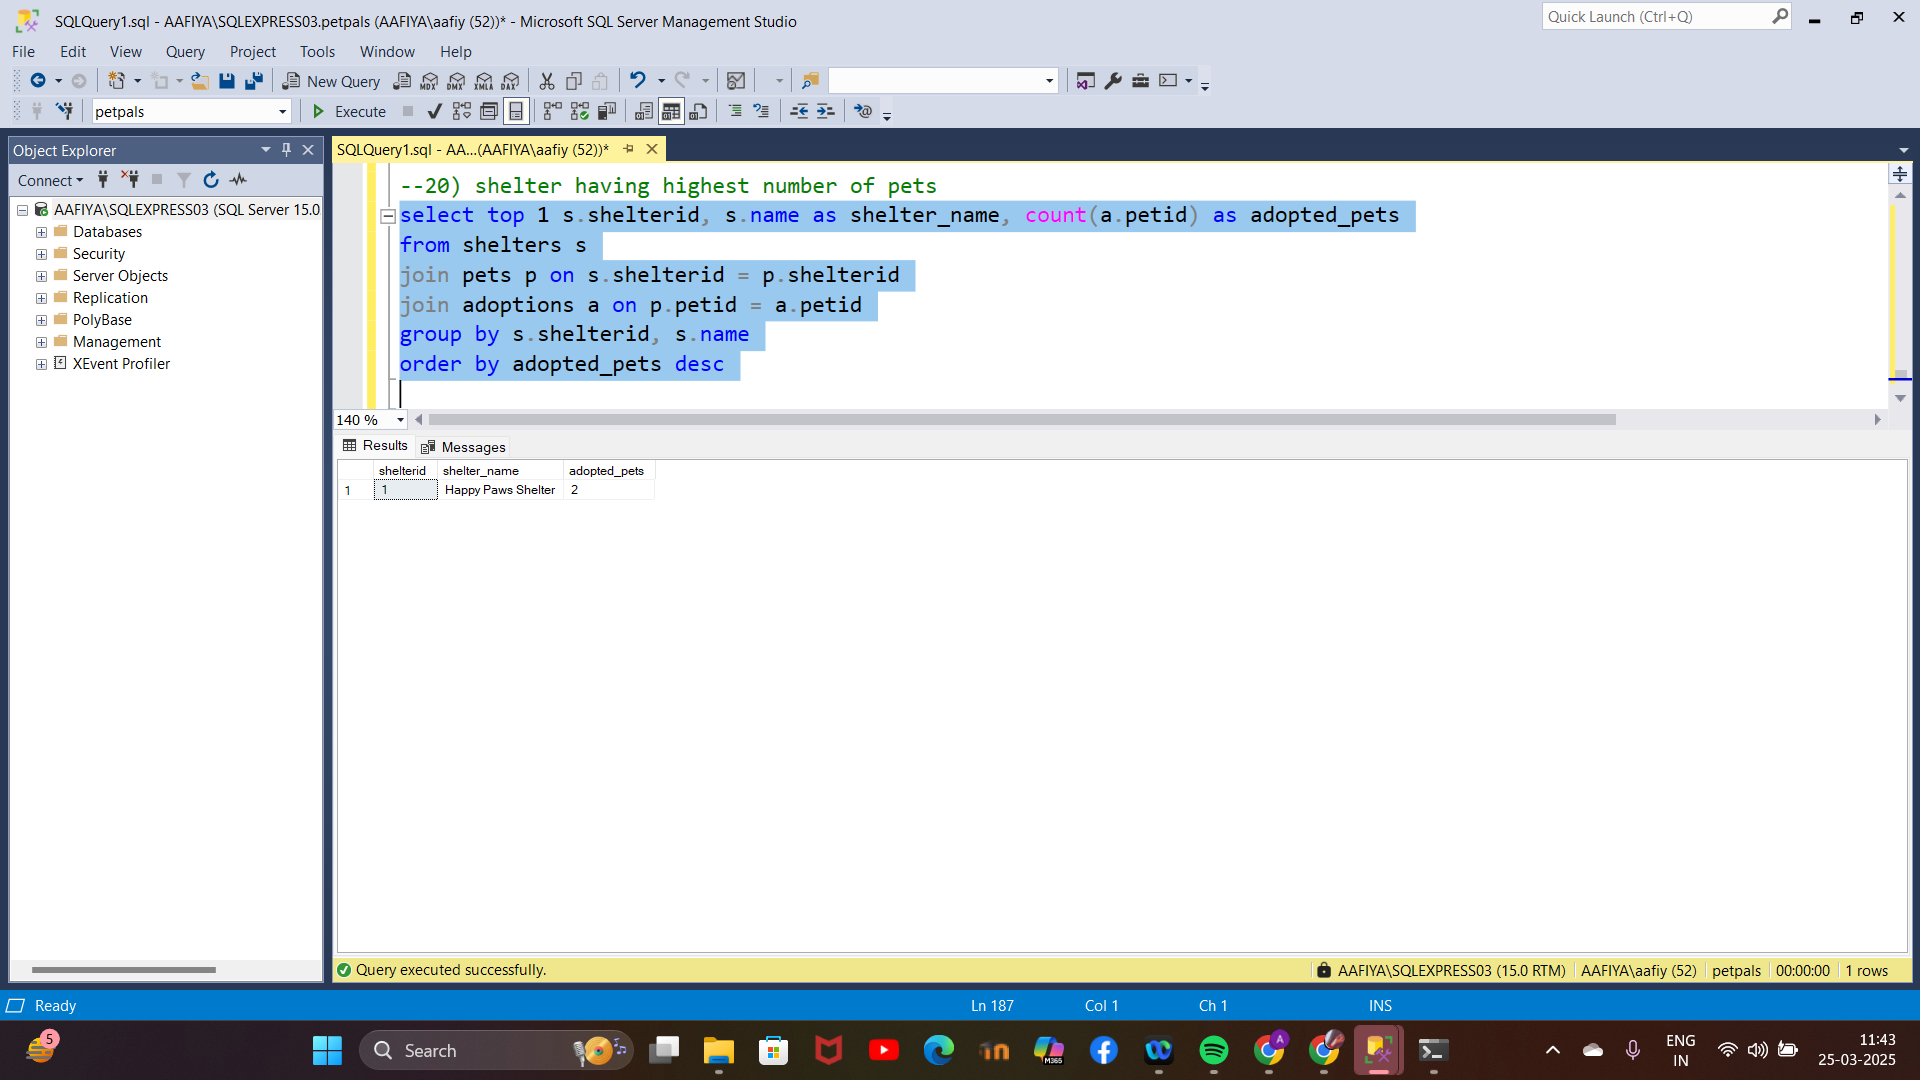 SQLQuery1.sql - AAFIYA\SQLEXPRESS03.petpals (AAFIYA\aafiy (52))* - Microsoft SQL Server Management Studio
Quick Launch (Ctrl+Q)
File Edit View Query Project Tools Window Help
New Query MDX DMX XMLA DAX
petpals Execute
Object Explorer
SQLQuery1.sql - AA...(AAFIYA\aafiy (52))*
Connect
AAFIYA\SQLEXPRESS03 (SQL Server 15.0
Databases
Security
Server Objects
Replication
PolyBase
Management
XEvent Profiler
--20) shelter having highest number of pets
select top 1 s.shelterid, s.name as shelter_name, count(a.petid) as adopted_pets
from shelters s
join pets p on s.shelterid = p.shelterid
join adoptions a on p.petid = a.petid
group by s.shelterid, s.name
order by adopted_pets desc
140 %
Results Messages
shelterid shelter_name adopted_pets
1 1 Happy Paws Shelter 2
Query executed successfully.
AAFIYA\SQLEXPRESS03 (15.0 RTM) AAFIYA\aafiy (52) petpals 00:00:00 1 rows
Ready Ln 187 Col 1 Ch 1 INS
5
Search
M365
A
ENG
IN
11:43
25-03-2025